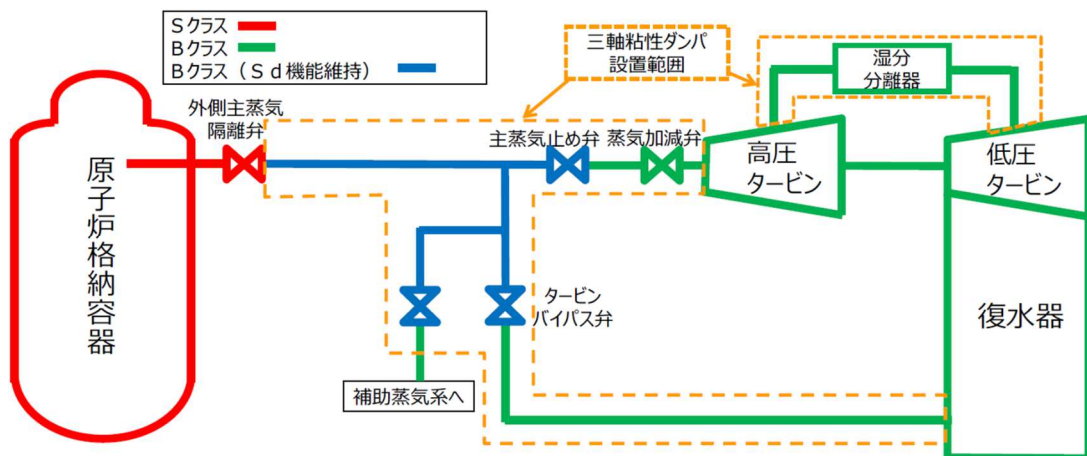 Sクラス
Bクラス
Bクラス(Sd機能維持)
三軸粘性ダンパ
設置範囲
湿分
分離器
外側主蒸気
隔離弁
主蒸気止め弁
蒸気加減弁
高圧
タービン
低圧
タービン
原子炉格納容器
タービン
バイパス弁
復水器
補助蒸気系へ